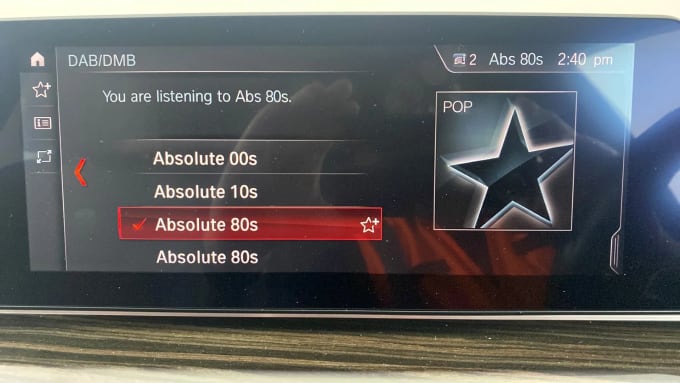 DAB/DMB
2 Abs 80s 2:40 pm
You are listening to Abs 80s.
POP
Absolute 00s
Absolute 10s
Absolute 80s
Absolute 80s